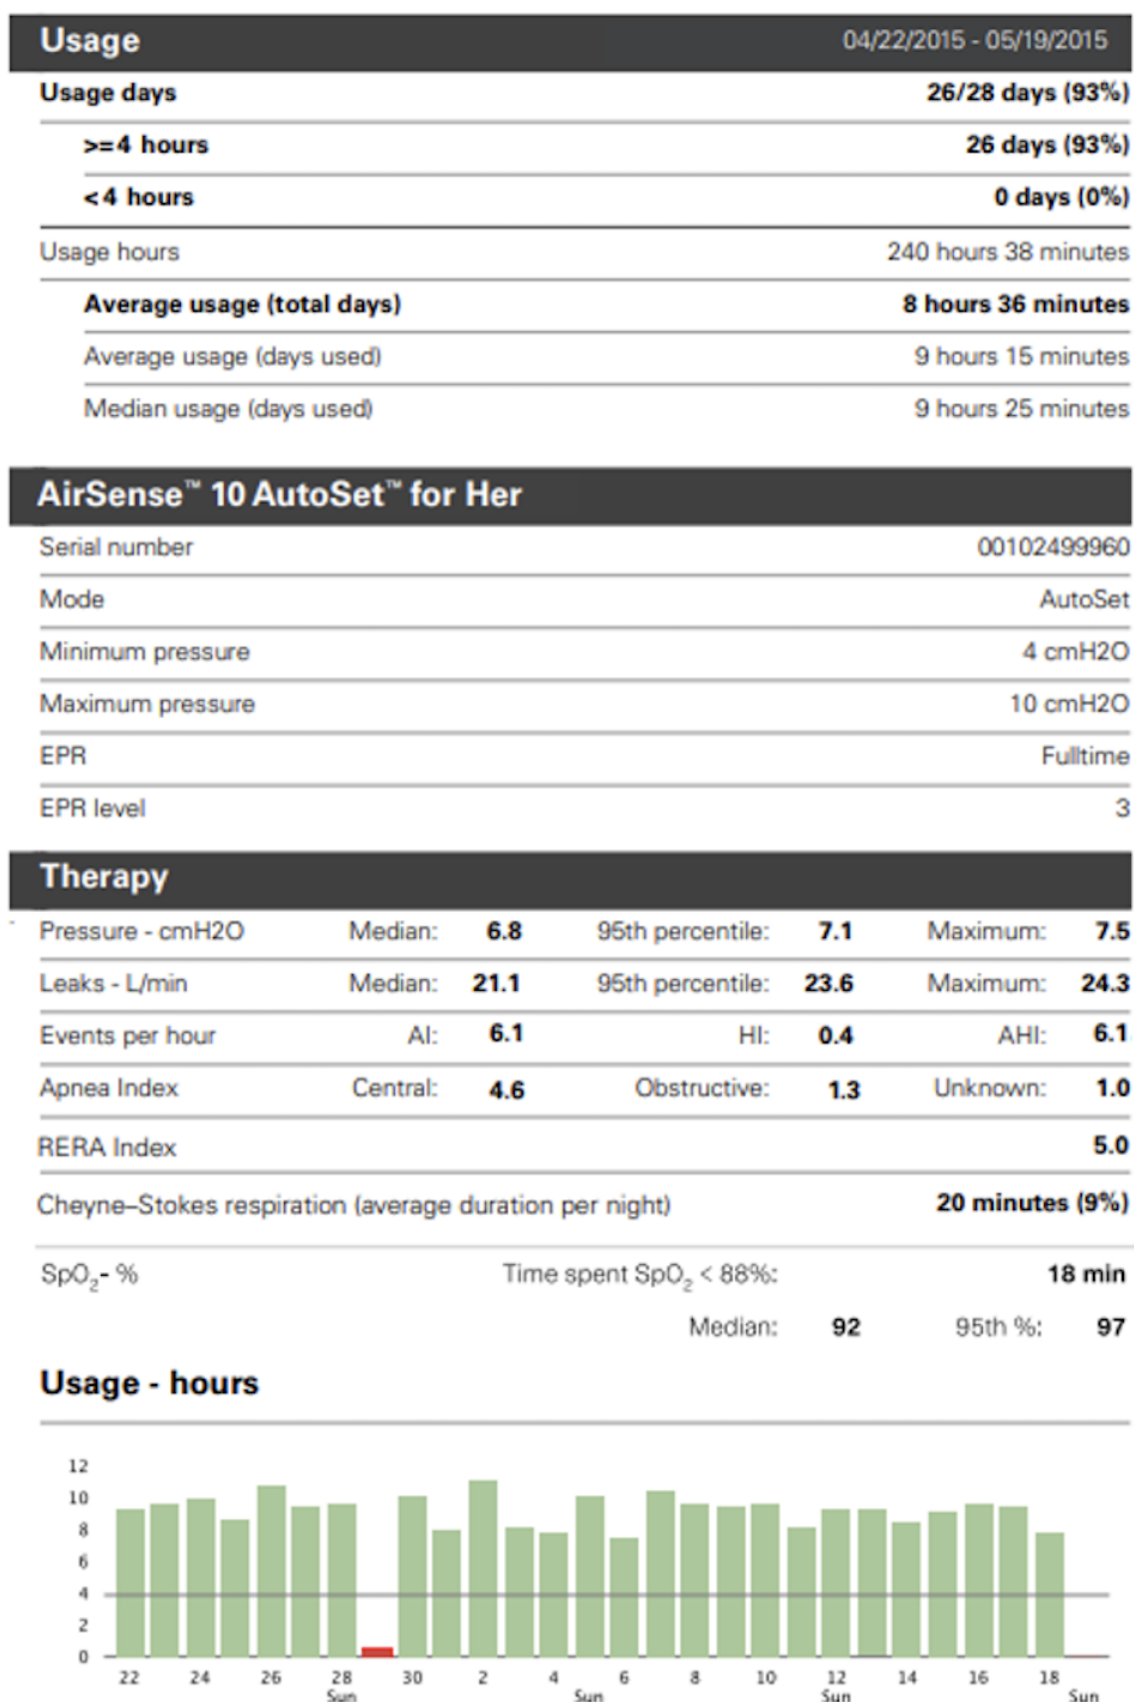 Usage 04/22/2015 - 05/19/2015
Usage days 26/28 days (93%)
>=4 hours 26 days (93%)
<4 hours 0 days (0%)
Usage hours 240 hours 38 minutes
Average usage (total days) 8 hours 36 minutes
Average usage (days used) 9 hours 15 minutes
Median usage (days used) 9 hours 25 minutes
AirSense™ 10 AutoSet™ for Her
Serial number 00102499960
Mode AutoSet
Minimum pressure 4 cmH2O
Maximum pressure 10 cmH2O
EPR Fulltime
EPR level 3
Therapy
Pressure - cmH2O Median: 6.8 95th percentile: 7.1 Maximum: 7.5
Leaks - L/min Median: 21.1 95th percentile: 23.6 Maximum: 24.3
Events per hour AI: 6.1 HI: 0.4 AHI: 6.1
Apnea Index Central: 4.6 Obstructive: 1.3 Unknown: 1.0
RERA Index 5.0
Cheyne–Stokes respiration (average duration per night) 20 minutes (9%)
SpO₂- % Time spent SpO₂ < 88%: 18 min
Median: 92 95th %: 97
Usage - hours
12
10
8
6
4
2
0
22 24 26 28 30 2 4 6 8 10 12 14 16 18
Sun Sun Sun Sun